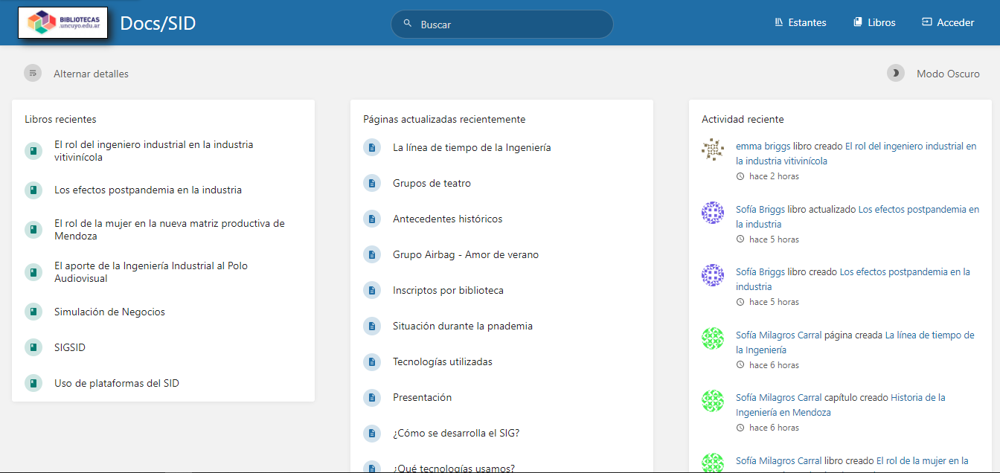 BIBLIOTECAS
.uncuyo.edu.ar
Docs/SID
Buscar
Estantes
Libros
Acceder
Alternar detalles
Modo Oscuro
Libros recientes
El rol del ingeniero industrial en la industria
vitivinícola
Los efectos postpandemia en la industria
El rol de la mujer en la nueva matriz productiva de
Mendoza
El aporte de la Ingeniería Industrial al Polo
Audiovisual
Simulación de Negocios
SIGSID
Uso de plataformas del SID
Páginas actualizadas recientemente
La línea de tiempo de la Ingeniería
Grupos de teatro
Antecedentes históricos
Grupo Airbag - Amor de verano
Inscriptos por biblioteca
Situación durante la pnademia
Tecnologías utilizadas
Presentación
¿Cómo se desarrolla el SIG?
¿Qué tecnologías usamos?
Actividad reciente
emma briggs libro creado El rol del ingeniero industrial en
la industria vitivinícola
hace 2 horas
Sofía Briggs libro actualizado Los efectos postpandemia en
la industria
hace 5 horas
Sofía Briggs libro creado Los efectos postpandemia en la
industria
hace 5 horas
Sofía Milagros Carral página creada La línea de tiempo de
la Ingeniería
hace 6 horas
Sofía Milagros Carral capítulo creado Historia de la
Ingeniería en Mendoza
hace 6 horas
Sofía Milagros Carral libro creado El rol de la mujer en la